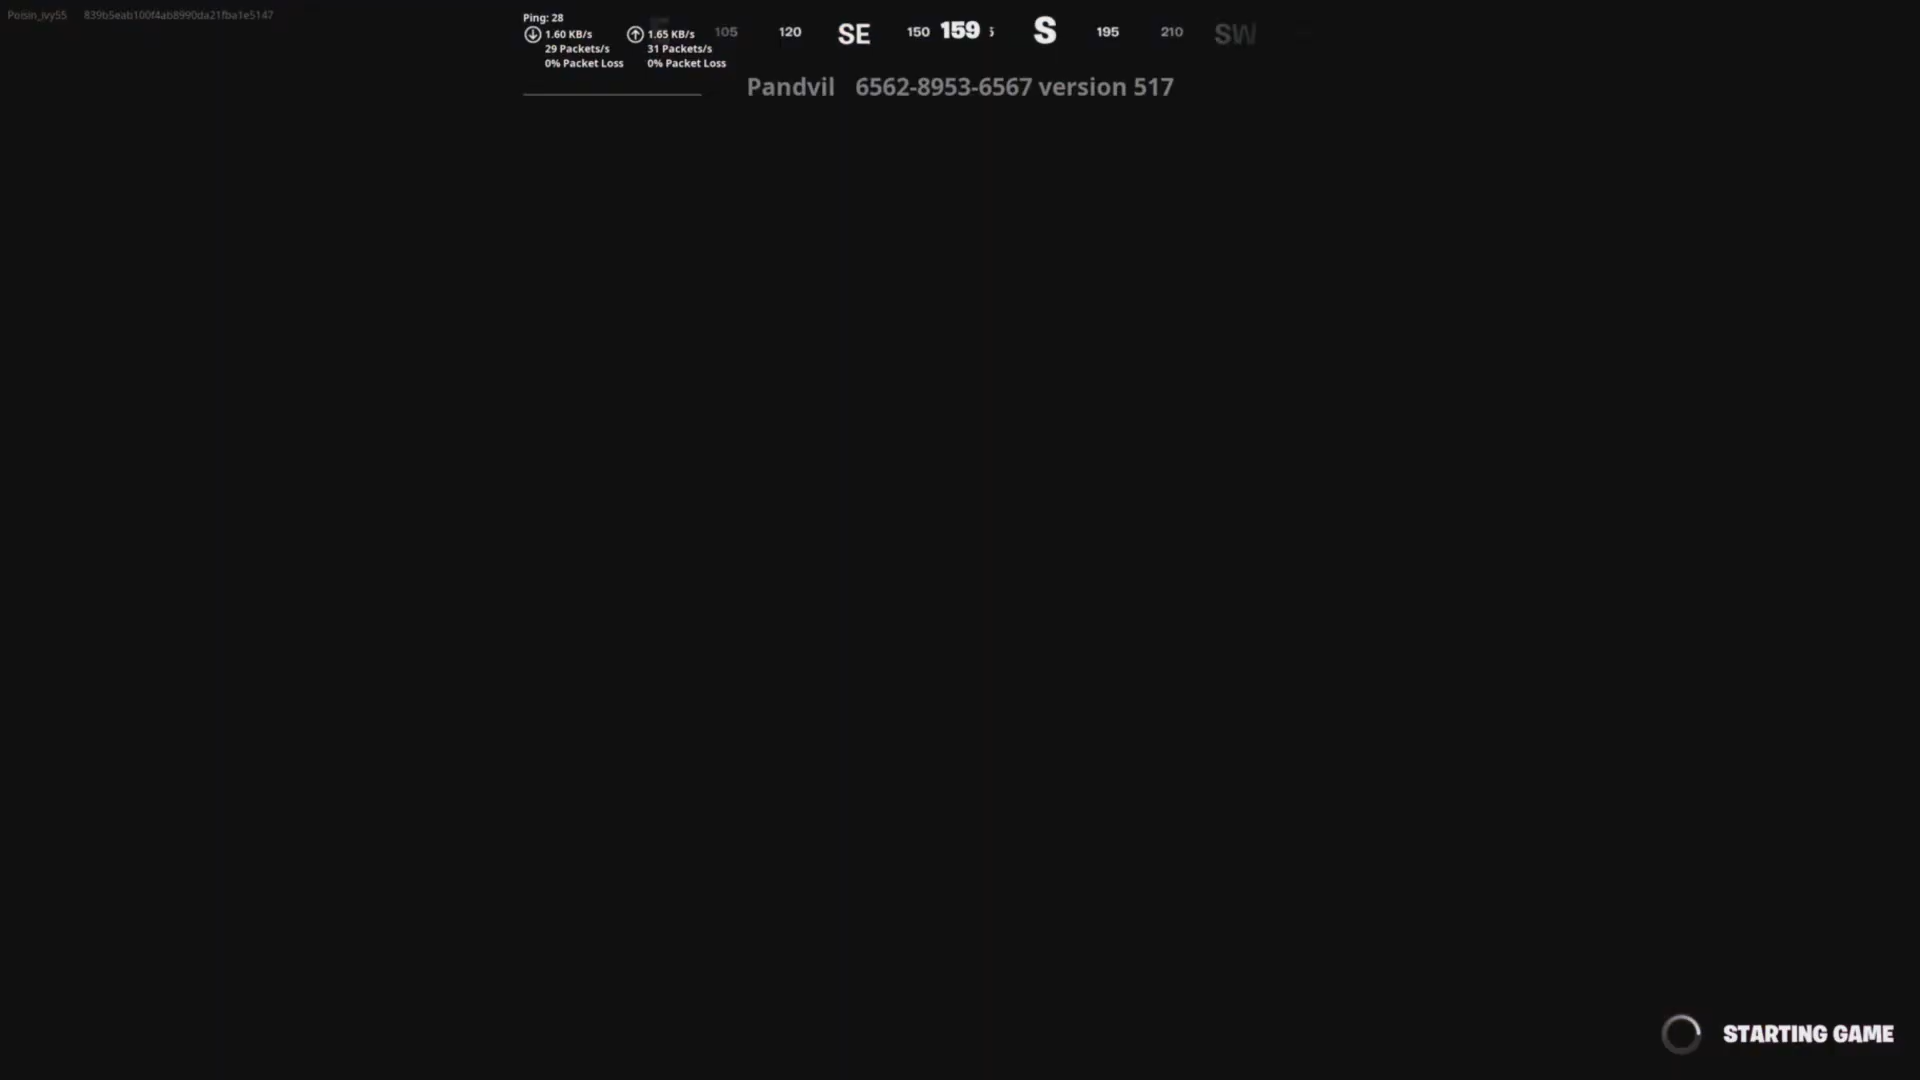 Poisin_ivy55 839b5eab100f4ab8990da21fba1e5147
Ping: 28
1.60 KB/s 1.65 KB/s
29 Packets/s 31 Packets/s
0% Packet Loss 0% Packet Loss
105 120 SE 150 159 S 195 210 SW
Pandvil 6562-8953-6567 version 517
STARTING GAME